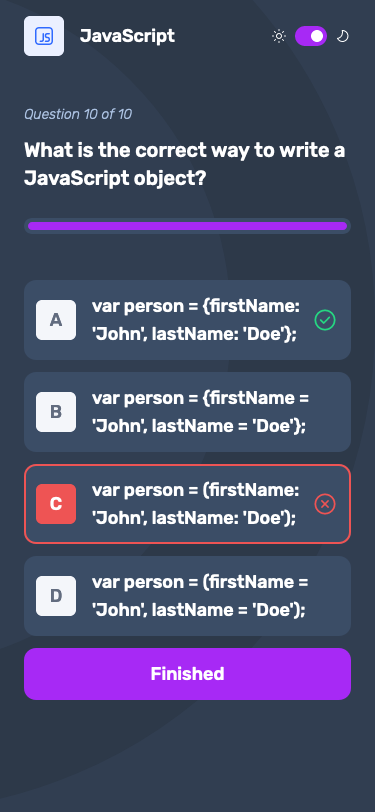 JS
JavaScript
Question 10 of 10
What is the correct way to write a
JavaScript object?
A
var person = {firstName:
'John', lastName: 'Doe'};
B
var person = {firstName =
'John', lastName = 'Doe'};
C
var person = (firstName:
'John', lastName: 'Doe');
D
var person = (firstName =
'John', lastName = 'Doe');
Finished